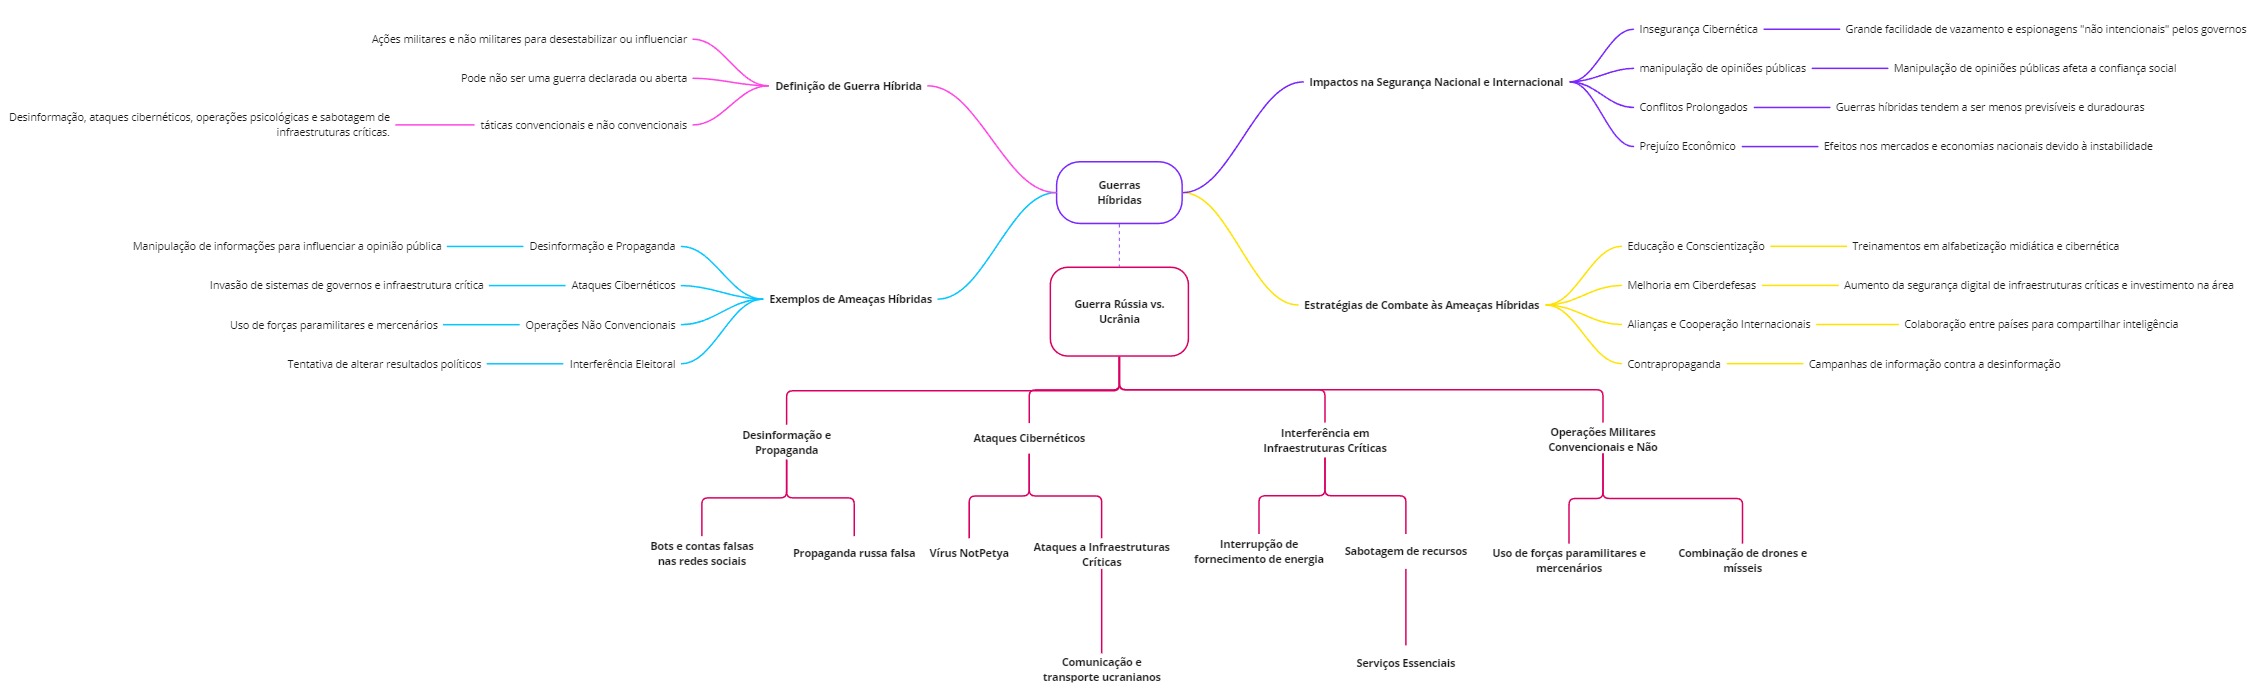 Ações militares e não militares para desestabilizar ou influenciar
Pode não ser uma guerra declarada ou aberta
Definição de Guerra Híbrida
Desinformação, ataques cibernéticos, operações psicológicas e sabotagem de
infraestruturas críticas.
táticas convencionais e não convencionais
Impactos na Segurança Nacional e Internacional
Insegurança Cibernética
Grande facilidade de vazamento e espionagens "não intencionais" pelos governos
manipulação de opiniões públicas
Manipulação de opiniões públicas afeta a confiança social
Conflitos Prolongados
Guerras híbridas tendem a ser menos previsíveis e duradouras
Prejuízo Econômico
Efeitos nos mercados e economias nacionais devido à instabilidade
Guerras
Híbridas
Manipulação de informações para influenciar a opinião pública
Desinformação e Propaganda
Invasão de sistemas de governos e infraestrutura crítica
Ataques Cibernéticos
Exemplos de Ameaças Híbridas
Uso de forças paramilitares e mercenários
Operações Não Convencionais
Tentativa de alterar resultados políticos
Interferência Eleitoral
Guerra Rússia vs.
Ucrânia
Estratégias de Combate às Ameaças Híbridas
Educação e Conscientização
Treinamentos em alfabetização midiática e cibernética
Melhoria em Ciberdefesas
Aumento da segurança digital de infraestruturas críticas e investimento na área
Alianças e Cooperação Internacionais
Colaboração entre países para compartilhar inteligência
Contrapropaganda
Campanhas de informação contra a desinformação
Desinformação e
Propaganda
Ataques Cibernéticos
Interferência em
Infraestruturas Críticas
Operações Militares
Convencionais e Não
Bots e contas falsas
nas redes sociais
Propaganda russa falsa
Vírus NotPetya
Ataques a Infraestruturas
Críticas
Interrupção de
fornecimento de energia
Sabotagem de recursos
Uso de forças paramilitares e
mercenários
Combinação de drones e
mísseis
Comunicação e
transporte ucranianos
Serviços Essenciais